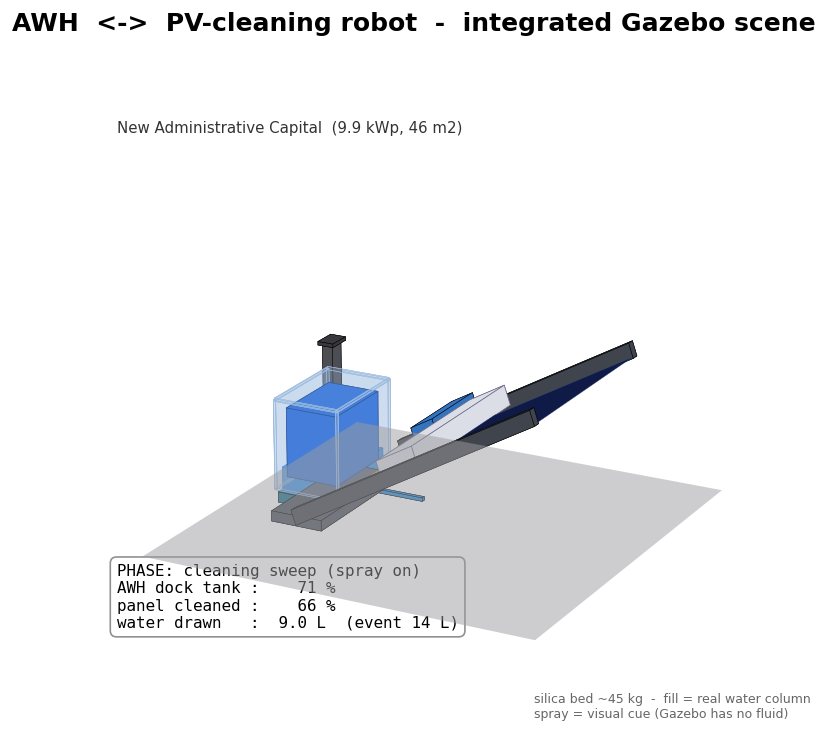 AWH <-> PV-cleaning robot - integrated Gazebo scene
New Administrative Capital (9.9 kWp, 46 m2)
PHASE: cleaning sweep (spray on)
AWH dock tank : 71 %
panel cleaned : 66 %
water drawn : 9.0 L (event 14 L)
silica bed ~45 kg - fill = real water column
spray = visual cue (Gazebo has no fluid)